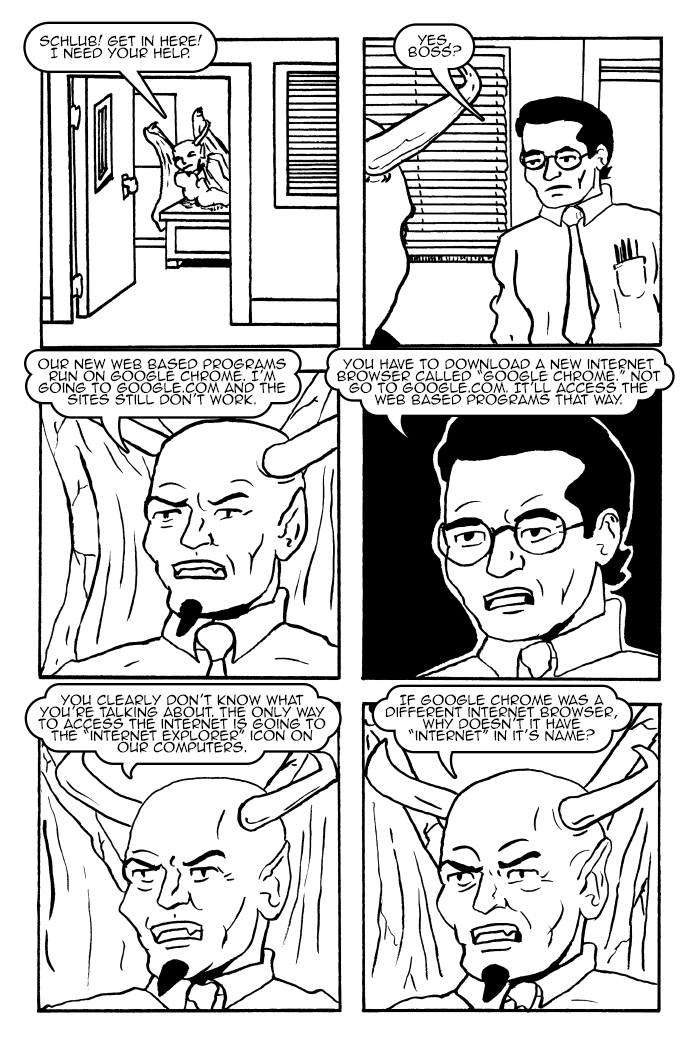 SCHLUB! GET IN HERE!
I NEED YOUR HELP.
YES,
BOSS?
OUR NEW WEB BASED PROGRAMS
RUN ON GOOGLE CHROME. I'M
GOING TO GOOGLE.COM AND THE
SITES STILL DON'T WORK.
YOU HAVE TO DOWNLOAD A NEW INTERNET
BROWSER CALLED "GOOGLE CHROME." NOT
GO TO GOOGLE.COM. IT'LL ACCESS THE
WEB BASED PROGRAMS THAT WAY.
YOU CLEARLY DON'T KNOW WHAT
YOU'RE TALKING ABOUT. THE ONLY WAY
TO ACCESS THE INTERNET IS GOING TO
THE "INTERNET EXPLORER" ICON ON
OUR COMPUTERS.
IF GOOGLE CHROME WAS A
DIFFERENT INTERNET BROWSER,
WHY DOESN'T IT HAVE
"INTERNET" IN IT'S NAME?